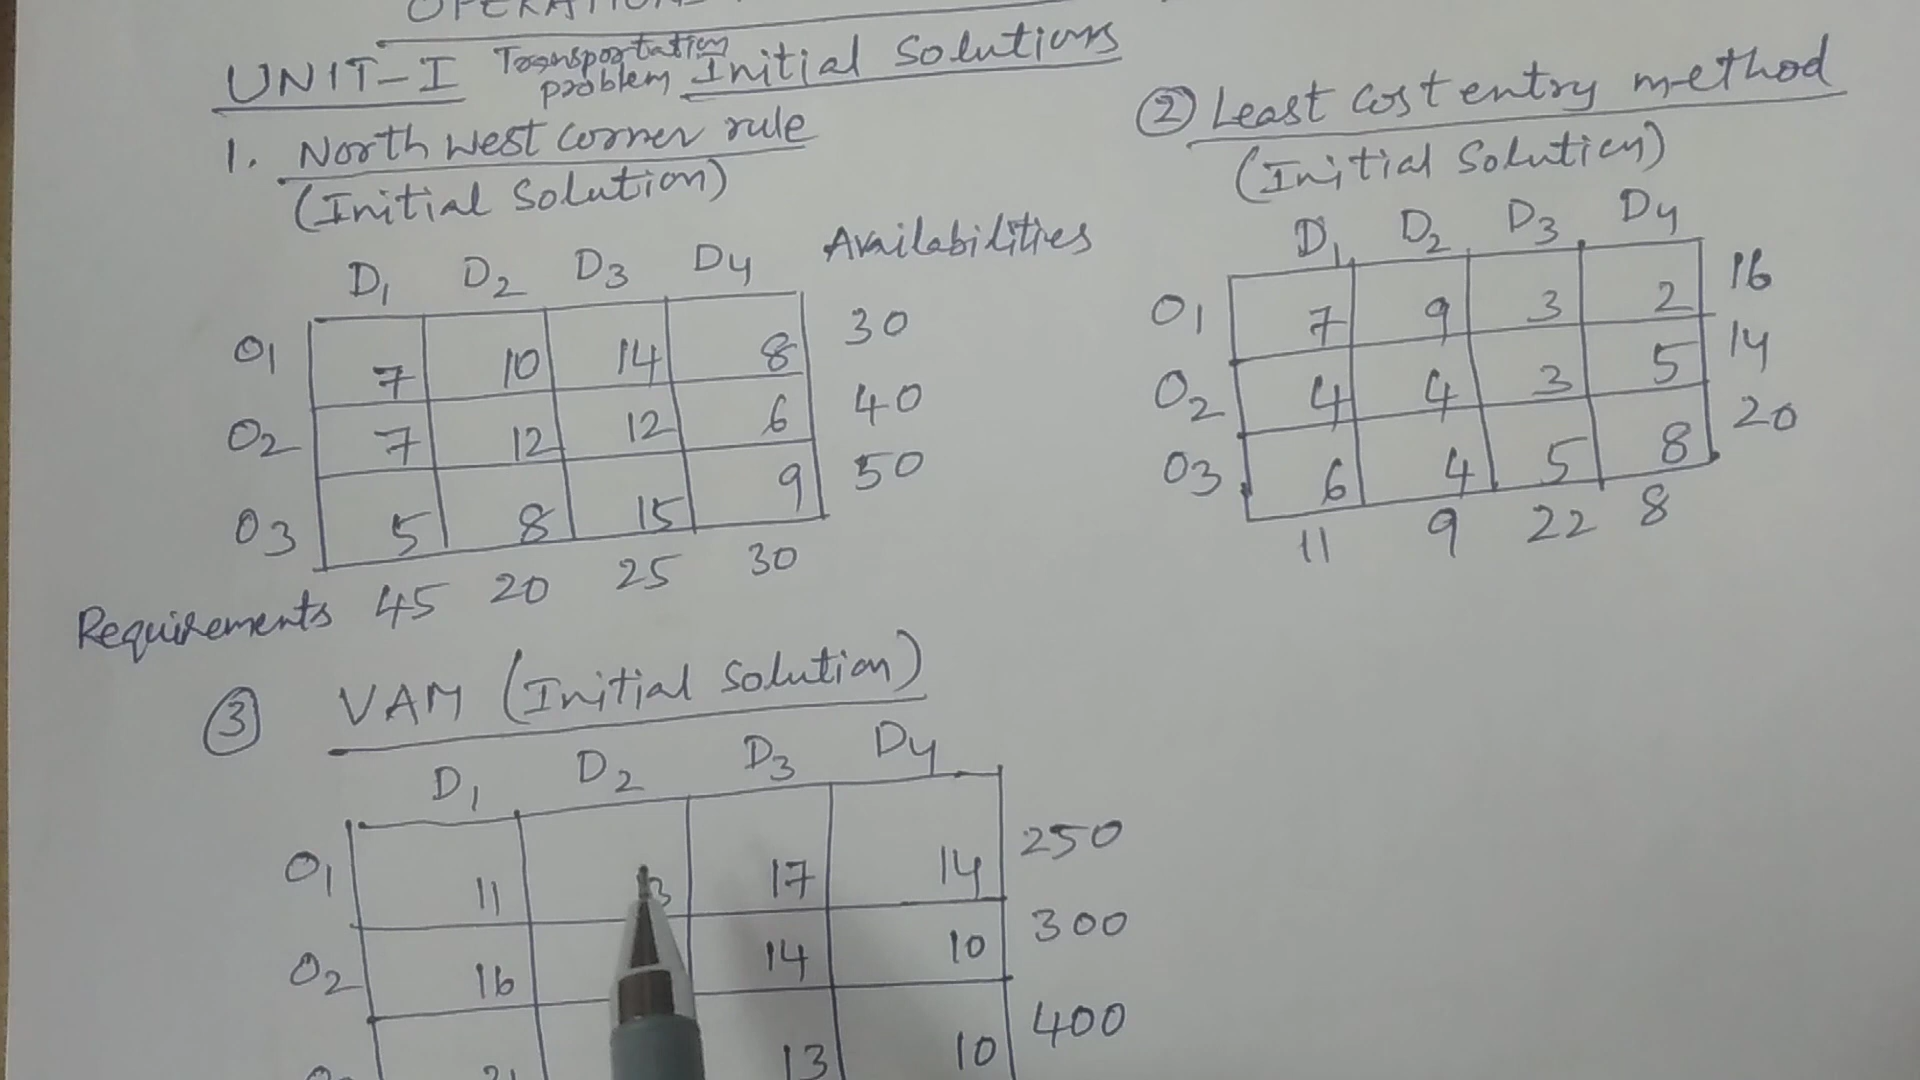 UNIT-I Transportation problem Initial Solutions
1. North West Corner rule
(Initial Solution)
D1 D2 D3 D4 Availabilities
O1 7 10 14 8 30
O2 7 12 12 6 40
O3 5 8 15 9 50
Requirements 45 20 25 30
② Least Cost entry method
(Initial Solution)
D1 D2 D3 D4
O1 7 9 3 2 16
O2 4 4 3 5 14
O3 6 4 5 8 20
11 9 22 8
③ VAM (Initial Solution)
D1 D2 D3 D4
O1 11 17 14 250
O2 16 14 10 300
13 10 400